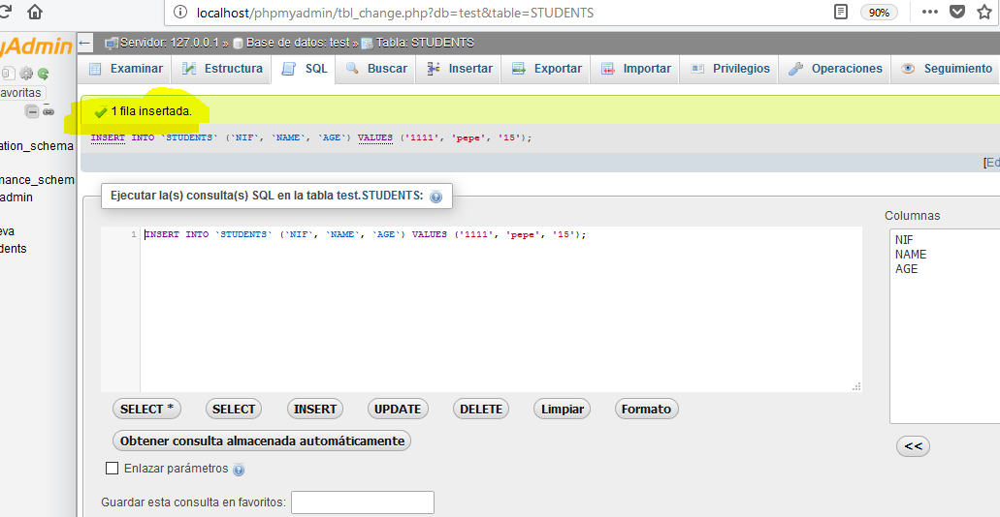 localhost/phpmyadmin/tbl_change.php?db=test&table=STUDENTS 90%
yAdmin
Servidor: 127.0.0.1 » Base de datos: test » Tabla: STUDENTS
Examinar Estructura SQL Buscar Insertar Exportar Importar Privilegios Operaciones Seguimiento
avoritas
1 fila insertada.
INSERT INTO `STUDENTS` (`NIF`, `NAME`, `AGE`) VALUES ('1111', 'pepe', '15');
ation_schema
[Ed
mance_schem
admin
eva
dents
Ejecutar la(s) consulta(s) SQL en la tabla test.STUDENTS:
Columnas
1 INSERT INTO `STUDENTS` (`NIF`, `NAME`, `AGE`) VALUES ('1111', 'pepe', '15');
NIF
NAME
AGE
SELECT * SELECT INSERT UPDATE DELETE Limpiar Formato
Obtener consulta almacenada automáticamente
<<
Enlazar parámetros
Guardar esta consulta en favoritos: